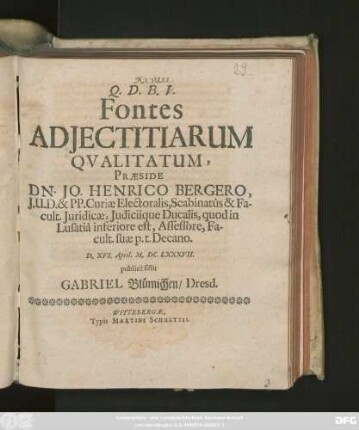 29
Q. D. B. V.
Fontes
ADJECTITIARUM
QVALITATUM,
PRÆSIDE
DN. JO. HENRICO BERGERO,
J.U.D. & PP. Curiæ Electoralis, Scabinatûs & Fa-
cult. Juridicæ, Judiciique Ducalis, quod in
Lusatiâ inferiore est, Assessore, Fa-
cult. suæ p. t. Decano.
D. XVI. April. M. DC. LXXXVII.
publicè sistit
GABRIEL Blümichen / Dresd.
WITTEBERGÆ,
Typis MARTINI SCHULTZII.